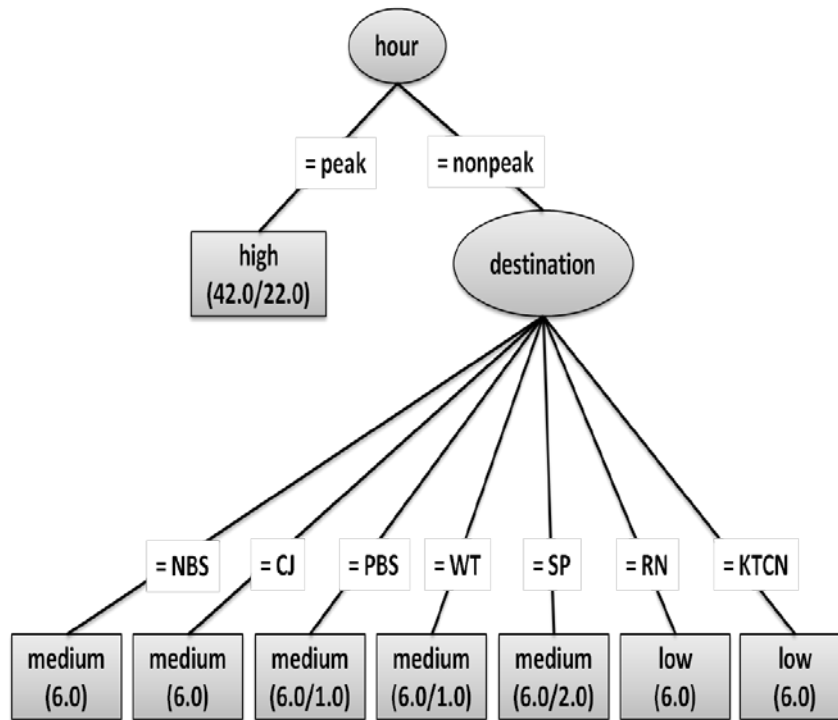 hour
= peak
= nonpeak
high
(42.0/22.0)
destination
= NBS
= CJ
= PBS
= WT
= SP
= RN
= KTCN
medium
(6.0)
medium
(6.0)
medium
(6.0/1.0)
medium
(6.0/1.0)
medium
(6.0/2.0)
low
(6.0)
low
(6.0)